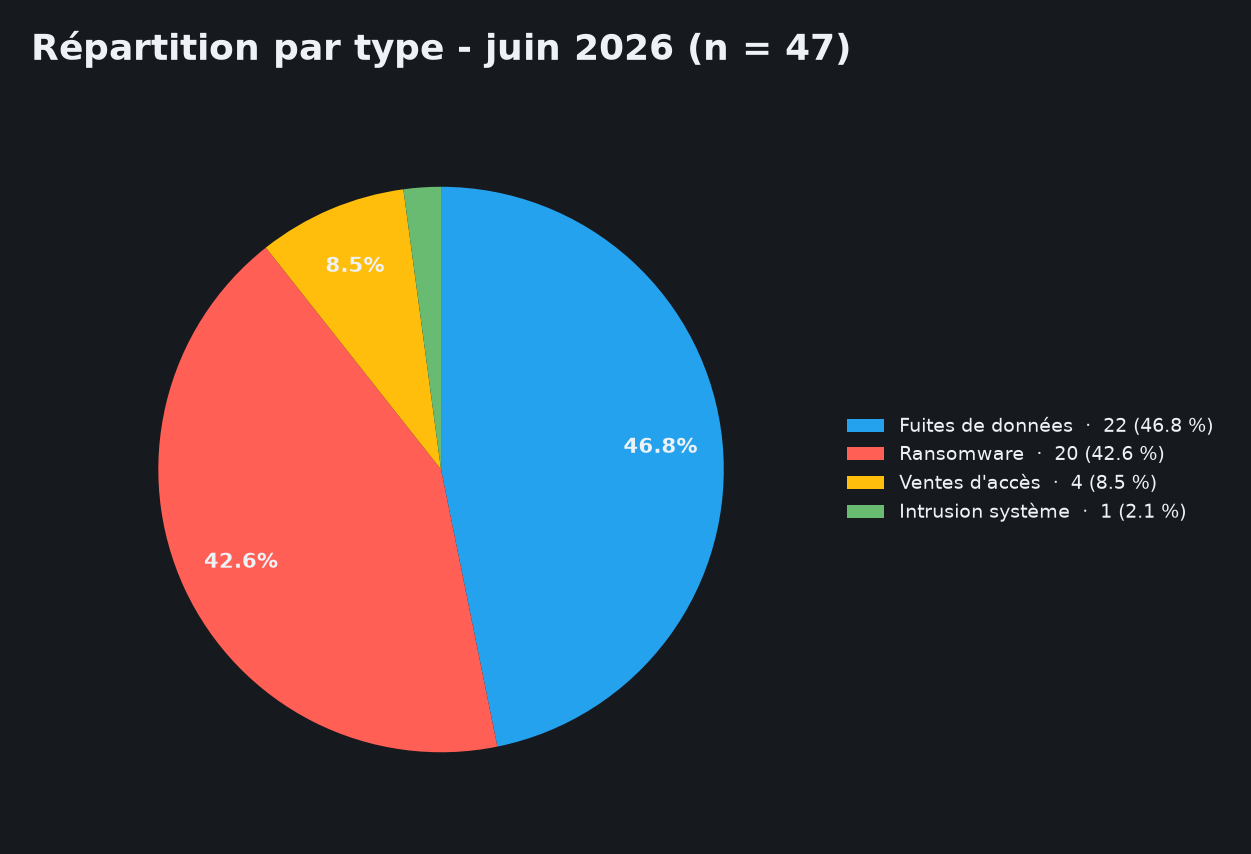 Répartition par type - juin 2026 (n = 47)
8.5%
46.8%
42.6%
Fuites de données · 22 (46.8 %)
Ransomware · 20 (42.6 %)
Ventes d'accès · 4 (8.5 %)
Intrusion système · 1 (2.1 %)